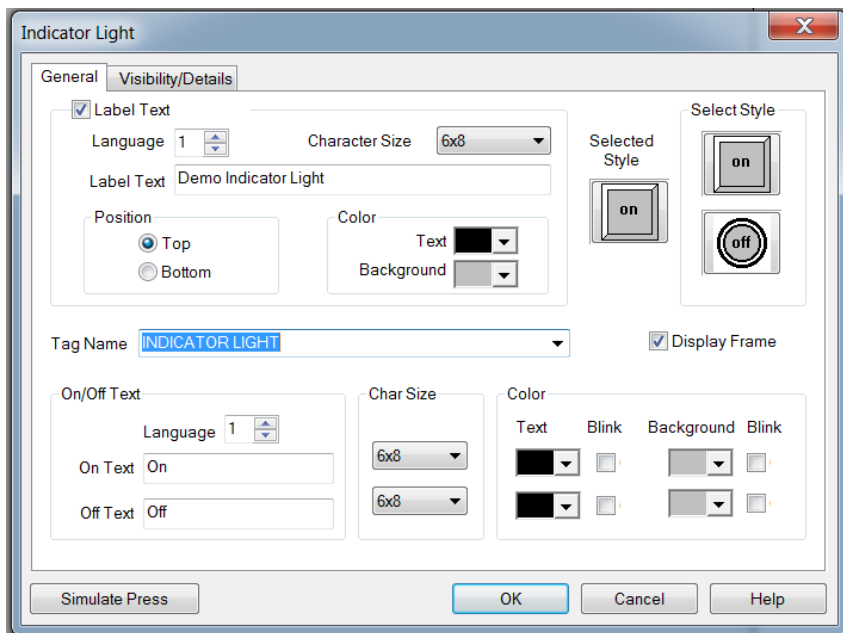 Indicator Light
General
Visibility/Details
Label Text
Select Style
Language 1
Character Size 6x8
Selected
Style
on
on
off
Label Text Demo Indicator Light
Position
Top
Bottom
Color
Text
Background
Tag Name INDICATOR LIGHT
Display Frame
On/Off Text
Language 1
On Text On
Off Text Off
Char Size
6x8
6x8
Color
Text Blink Background Blink
Simulate Press
OK
Cancel
Help